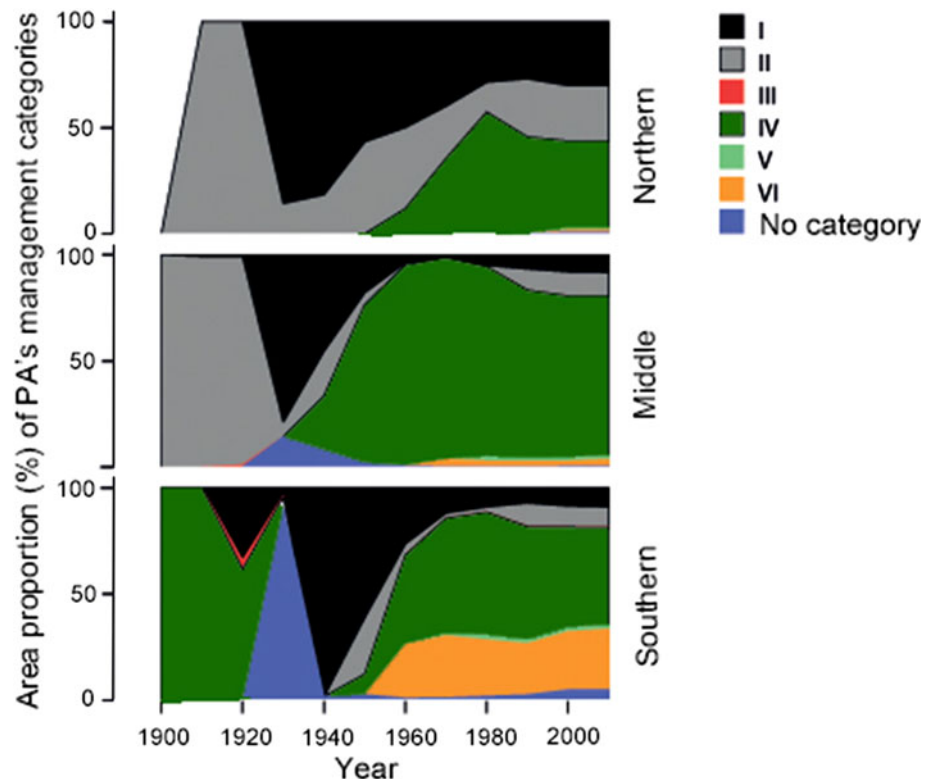 Area proportion (%) of PA's management categories
100
50
0
Northern
100
50
Middle
100
50
0
Southern
1900
1920
1940
1960
1980
2000
Year
I
II
III
IV
V
VI
No category